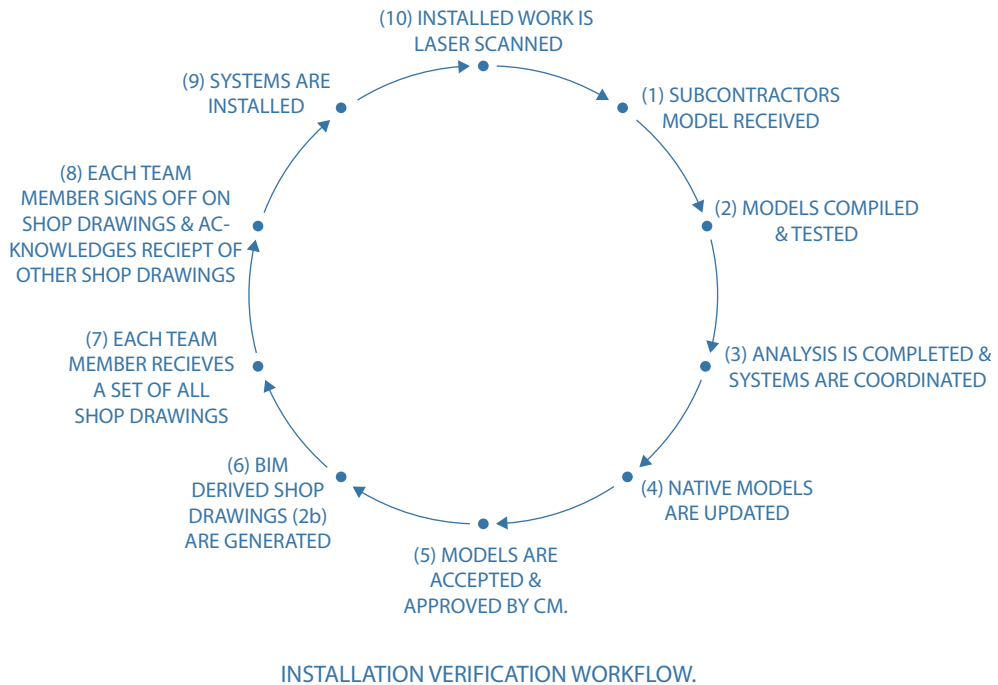 (10) INSTALLED WORK IS
LASER SCANNED
(1) SUBCONTRACTORS
MODEL RECEIVED
(2) MODELS COMPILED
& TESTED
(3) ANALYSIS IS COMPLETED &
SYSTEMS ARE COORDINATED
(4) NATIVE MODELS
ARE UPDATED
(5) MODELS ARE
ACCEPTED &
APPROVED BY CM.
(6) BIM
DERIVED SHOP
DRAWINGS (2b)
ARE GENERATED
(7) EACH TEAM
MEMBER RECIEVES
A SET OF ALL
SHOP DRAWINGS
(8) EACH TEAM
MEMBER SIGNS OFF ON
SHOP DRAWINGS & AC-
KNOWLEDGES RECIEPT OF
OTHER SHOP DRAWINGS
(9) SYSTEMS ARE
INSTALLED
INSTALLATION VERIFICATION WORKFLOW.